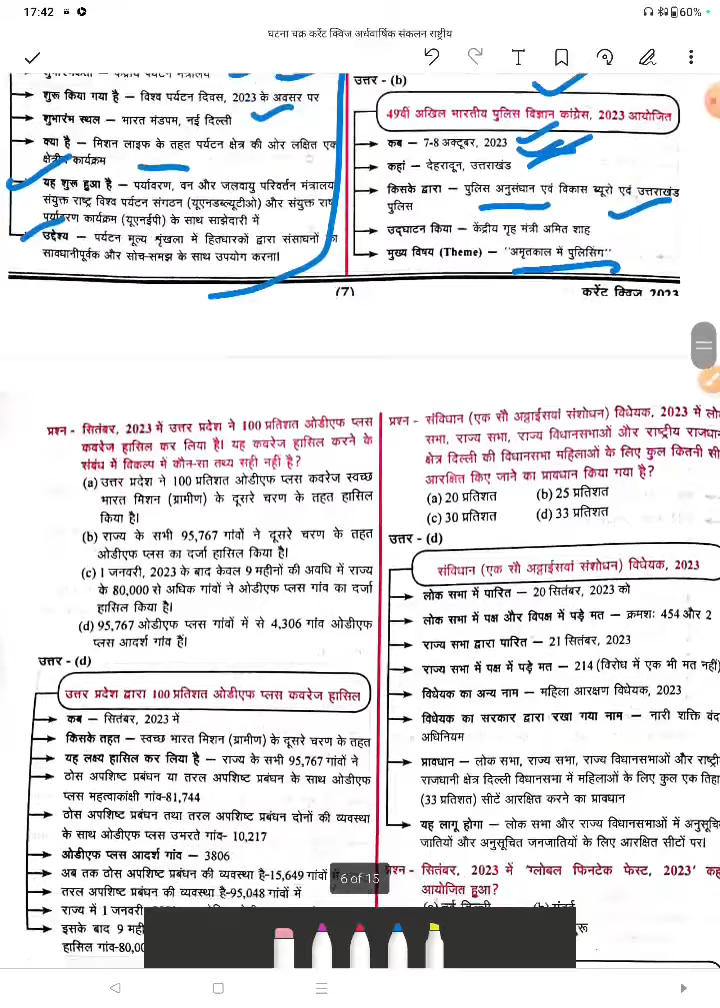 17:42
60%
घटना चक्र करेंट क्विज अर्धवार्षिक संकलन राष्ट्रीय
शुरू किया गया है — विश्व पर्यटन दिवस, 2023 के अवसर पर
शुभारंभ स्थल — भारत मंडपम, नई दिल्ली
क्या है — मिशन लाइफ के तहत पर्यटन क्षेत्र की ओर लक्षित एक
क्षेत्रीय कार्यक्रम
यह शुरू हुआ है — पर्यावरण, वन और जलवायु परिवर्तन मंत्रालय
संयुक्त राष्ट्र विश्व पर्यटन संगठन (यूएनडब्ल्यूटीओ) और संयुक्त
पर्यावरण कार्यक्रम (यूएनईपी) के साथ साझेदारी में
उद्देश्य — पर्यटन मूल्य श्रृंखला में हितधारकों द्वारा संसाधनों का
सावधानीपूर्वक और सोच-समझ के साथ उपयोग करना।
उत्तर - (b)
49वीं अखिल भारतीय पुलिस विज्ञान कांग्रेस, 2023 आयोजित
कब — 7-8 अक्टूबर, 2023
कहां — देहरादून, उत्तराखंड
किसके द्वारा — पुलिस अनुसंधान एवं विकास ब्यूरो एवं उत्तराखंड
पुलिस
उद्घाटन किया — केंद्रीय गृह मंत्री अमित शाह
मुख्य विषय (Theme) — ''अमृतकाल में पुलिसिंग''
(7)
करेंट क्विज 2023
प्रश्न - सितंबर, 2023 में उत्तर प्रदेश ने 100 प्रतिशत ओडीएफ प्लस
कवरेज हासिल कर लिया है। यह कवरेज हासिल करने के
संबंध में विकल्प में कौन-सा तथ्य सही नहीं है?
(a) उत्तर प्रदेश ने 100 प्रतिशत ओडीएफ प्लस कवरेज स्वच्छ
भारत मिशन (ग्रामीण) के दूसरे चरण के तहत हासिल
किया है।
(b) राज्य के सभी 95,767 गांवों ने दूसरे चरण के तहत
ओडीएफ प्लस का दर्जा हासिल किया है।
(c) 1 जनवरी, 2023 के बाद केवल 9 महीनों की अवधि में राज्य
के 80,000 से अधिक गांवों ने ओडीएफ प्लस गांव का दर्जा
हासिल किया है।
(d) 95,767 ओडीएफ प्लस गांवों में से 4,306 गांव ओडीएफ
प्लस आदर्श गांव हैं।
उत्तर - (d)
उत्तर प्रदेश द्वारा 100 प्रतिशत ओडीएफ प्लस कवरेज हासिल
कब — सितंबर, 2023 में
किसके तहत — स्वच्छ भारत मिशन (ग्रामीण) के दूसरे चरण के तहत
यह लक्ष्य हासिल कर लिया है — राज्य के सभी 95,767 गांवों ने
ठोस अपशिष्ट प्रबंधन या तरल अपशिष्ट प्रबंधन के साथ ओडीएफ
प्लस महत्वाकांक्षी गांव-81,744
ठोस अपशिष्ट प्रबंधन तथा तरल अपशिष्ट प्रबंधन दोनों की व्यवस्था
के साथ ओडीएफ प्लस उभरते गांव- 10,217
ओडीएफ प्लस आदर्श गांव — 3806
अब तक ठोस अपशिष्ट प्रबंधन की व्यवस्था है-15,649 गांवों
तरल अपशिष्ट प्रबंधन की व्यवस्था है-95,048 गांवों में
राज्य में 1 जनवरी
इसके बाद 9
हासिल गांव-80,00
प्रश्न - संविधान (एक सौ अट्ठाईसवां संशोधन) विधेयक, 2023 में
सभा, राज्य सभा, राज्य विधानसभाओं और राष्ट्रीय
क्षेत्र दिल्ली की विधानसभा महिलाओं के लिए कुल कितनी
आरक्षित किए जाने का प्रावधान किया गया है?
(a) 20 प्रतिशत (b) 25 प्रतिशत
(c) 30 प्रतिशत (d) 33 प्रतिशत
उत्तर - (d)
संविधान (एक सौ अट्ठाईसवां संशोधन) विधेयक, 2023
लोक सभा में पारित — 20 सितंबर, 2023 को
लोक सभा में पक्ष और विपक्ष में पड़े मत — क्रमशः 454 और 2
राज्य सभा द्वारा पारित — 21 सितंबर, 2023
राज्य सभा में पक्ष में पड़े मत — 214 (विरोध में एक भी मत नहीं)
विधेयक का अन्य नाम — महिला आरक्षण विधेयक, 2023
विधेयक का सरकार द्वारा रखा गया नाम — नारी शक्ति
अधिनियम
प्रावधान — लोक सभा, राज्य सभा, राज्य विधानसभाओं और
राजधानी क्षेत्र दिल्ली विधानसभा में महिलाओं के लिए कुल एक
(33 प्रतिशत) सीटें आरक्षित करने का प्रावधान
यह लागू होगा — लोक सभा और राज्य विधानसभाओं में
जातियों और अनुसूचित जनजातियों के लिए आरक्षित सीटों पर।
प्रश्न - सितंबर, 2023 में 'ग्लोबल फिनटेक फेस्ट, 2023'
आयोजित हुआ?
6 of 15